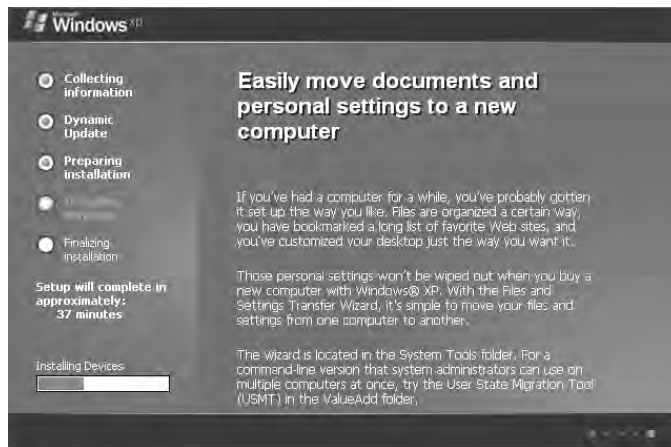 Microsoft
Windows xp
Collecting
information
Dynamic
Update
Preparing
installation
Finalizing
installation
Setup will complete in
approximately:
37 minutes
Installing Devices
Easily move documents and
personal settings to a new
computer
If you've had a computer for a while, you've probably gotten
it set up the way you like. Files are organized a certain way,
you have bookmarked a long list of favorite Web sites, and
you've customized your desktop just the way you want it.
Those personal settings won't be wiped out when you buy a
new computer with Windows® XP. With the Files and
Settings Transfer Wizard, it's simple to move your files and
settings from one computer to another.
The wizard is located in the System Tools folder. For a
command-line version that system administrators can use on
multiple computers at once, try the User State Migration Tool
(USMT) in the ValueAdd folder.